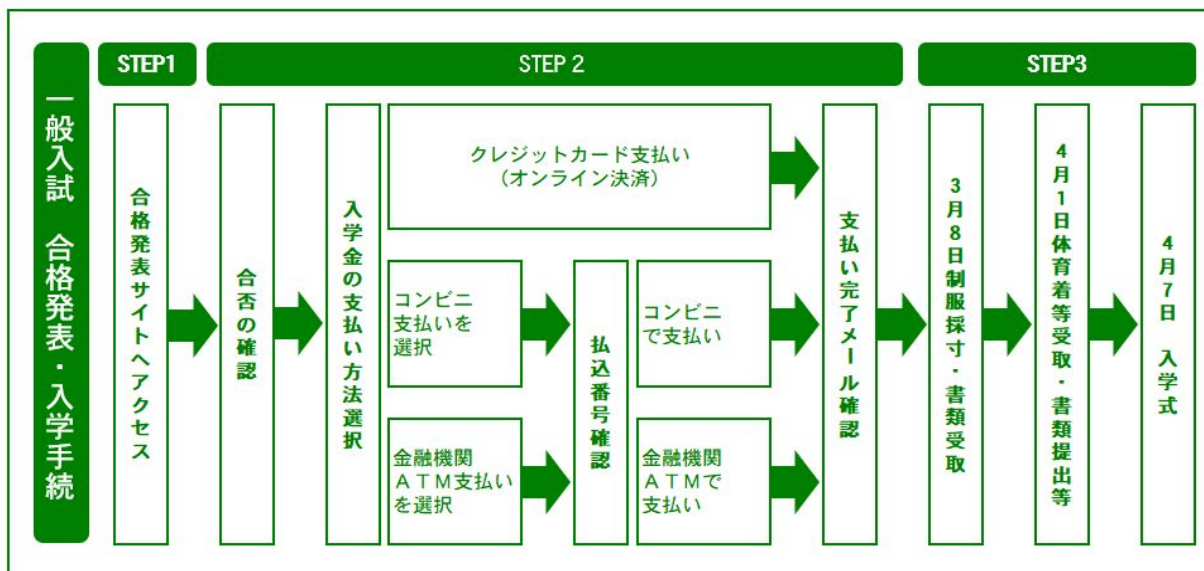 一般入試 合格発表・入学手続
STEP1
STEP 2
STEP3
合格発表サイトへアクセス
合否の確認
入学金の支払い方法選択
クレジットカード支払い
（オンライン決済）
コンビニ
支払いを
選択
金融機関
ＡＴＭ支払い
を選択
払込番号確認
コンビニ
で支払い
金融機関
ＡＴＭで
支払い
支払い完了メール確認
3月8日制服採寸・書類受取
4月1日体育着等受取・書類提出等
4月7日 入学式